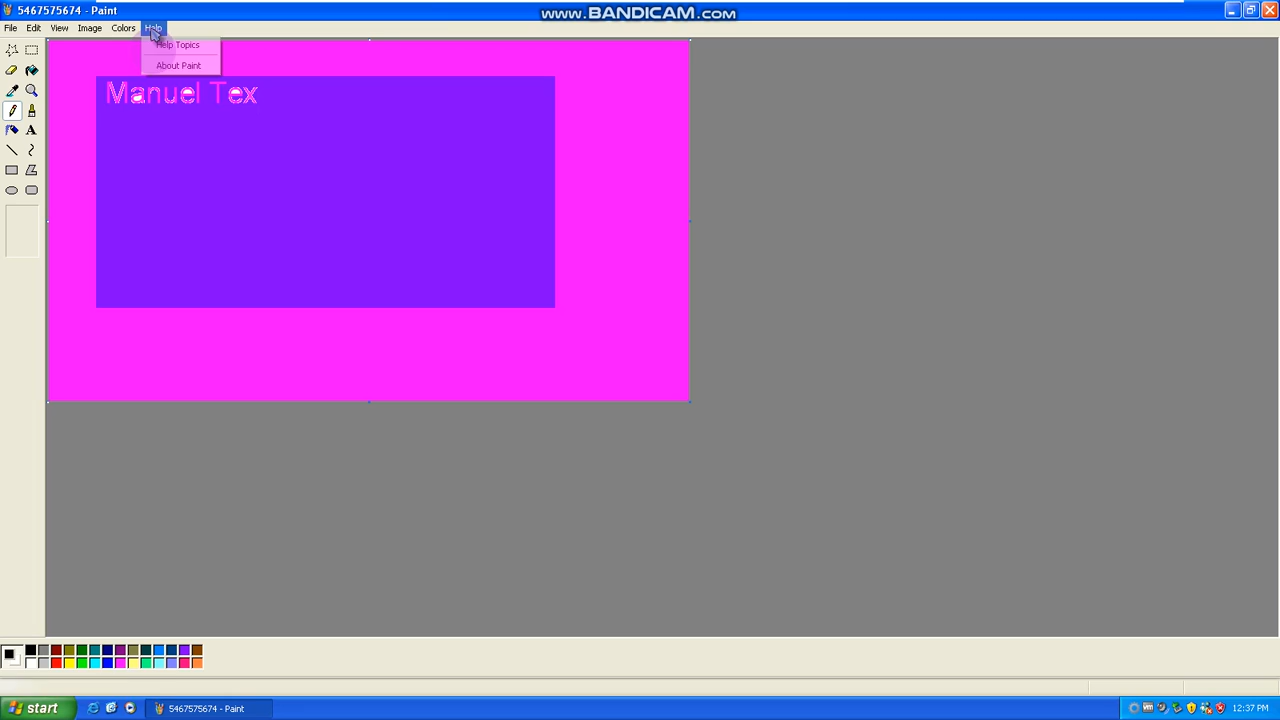 5467575674 - Paint
www.BANDICAM.com
File Edit View Image Colors Help
Help Topics
About Paint
Manuel Tex
A
start
5467575674 - Paint
12:37 PM